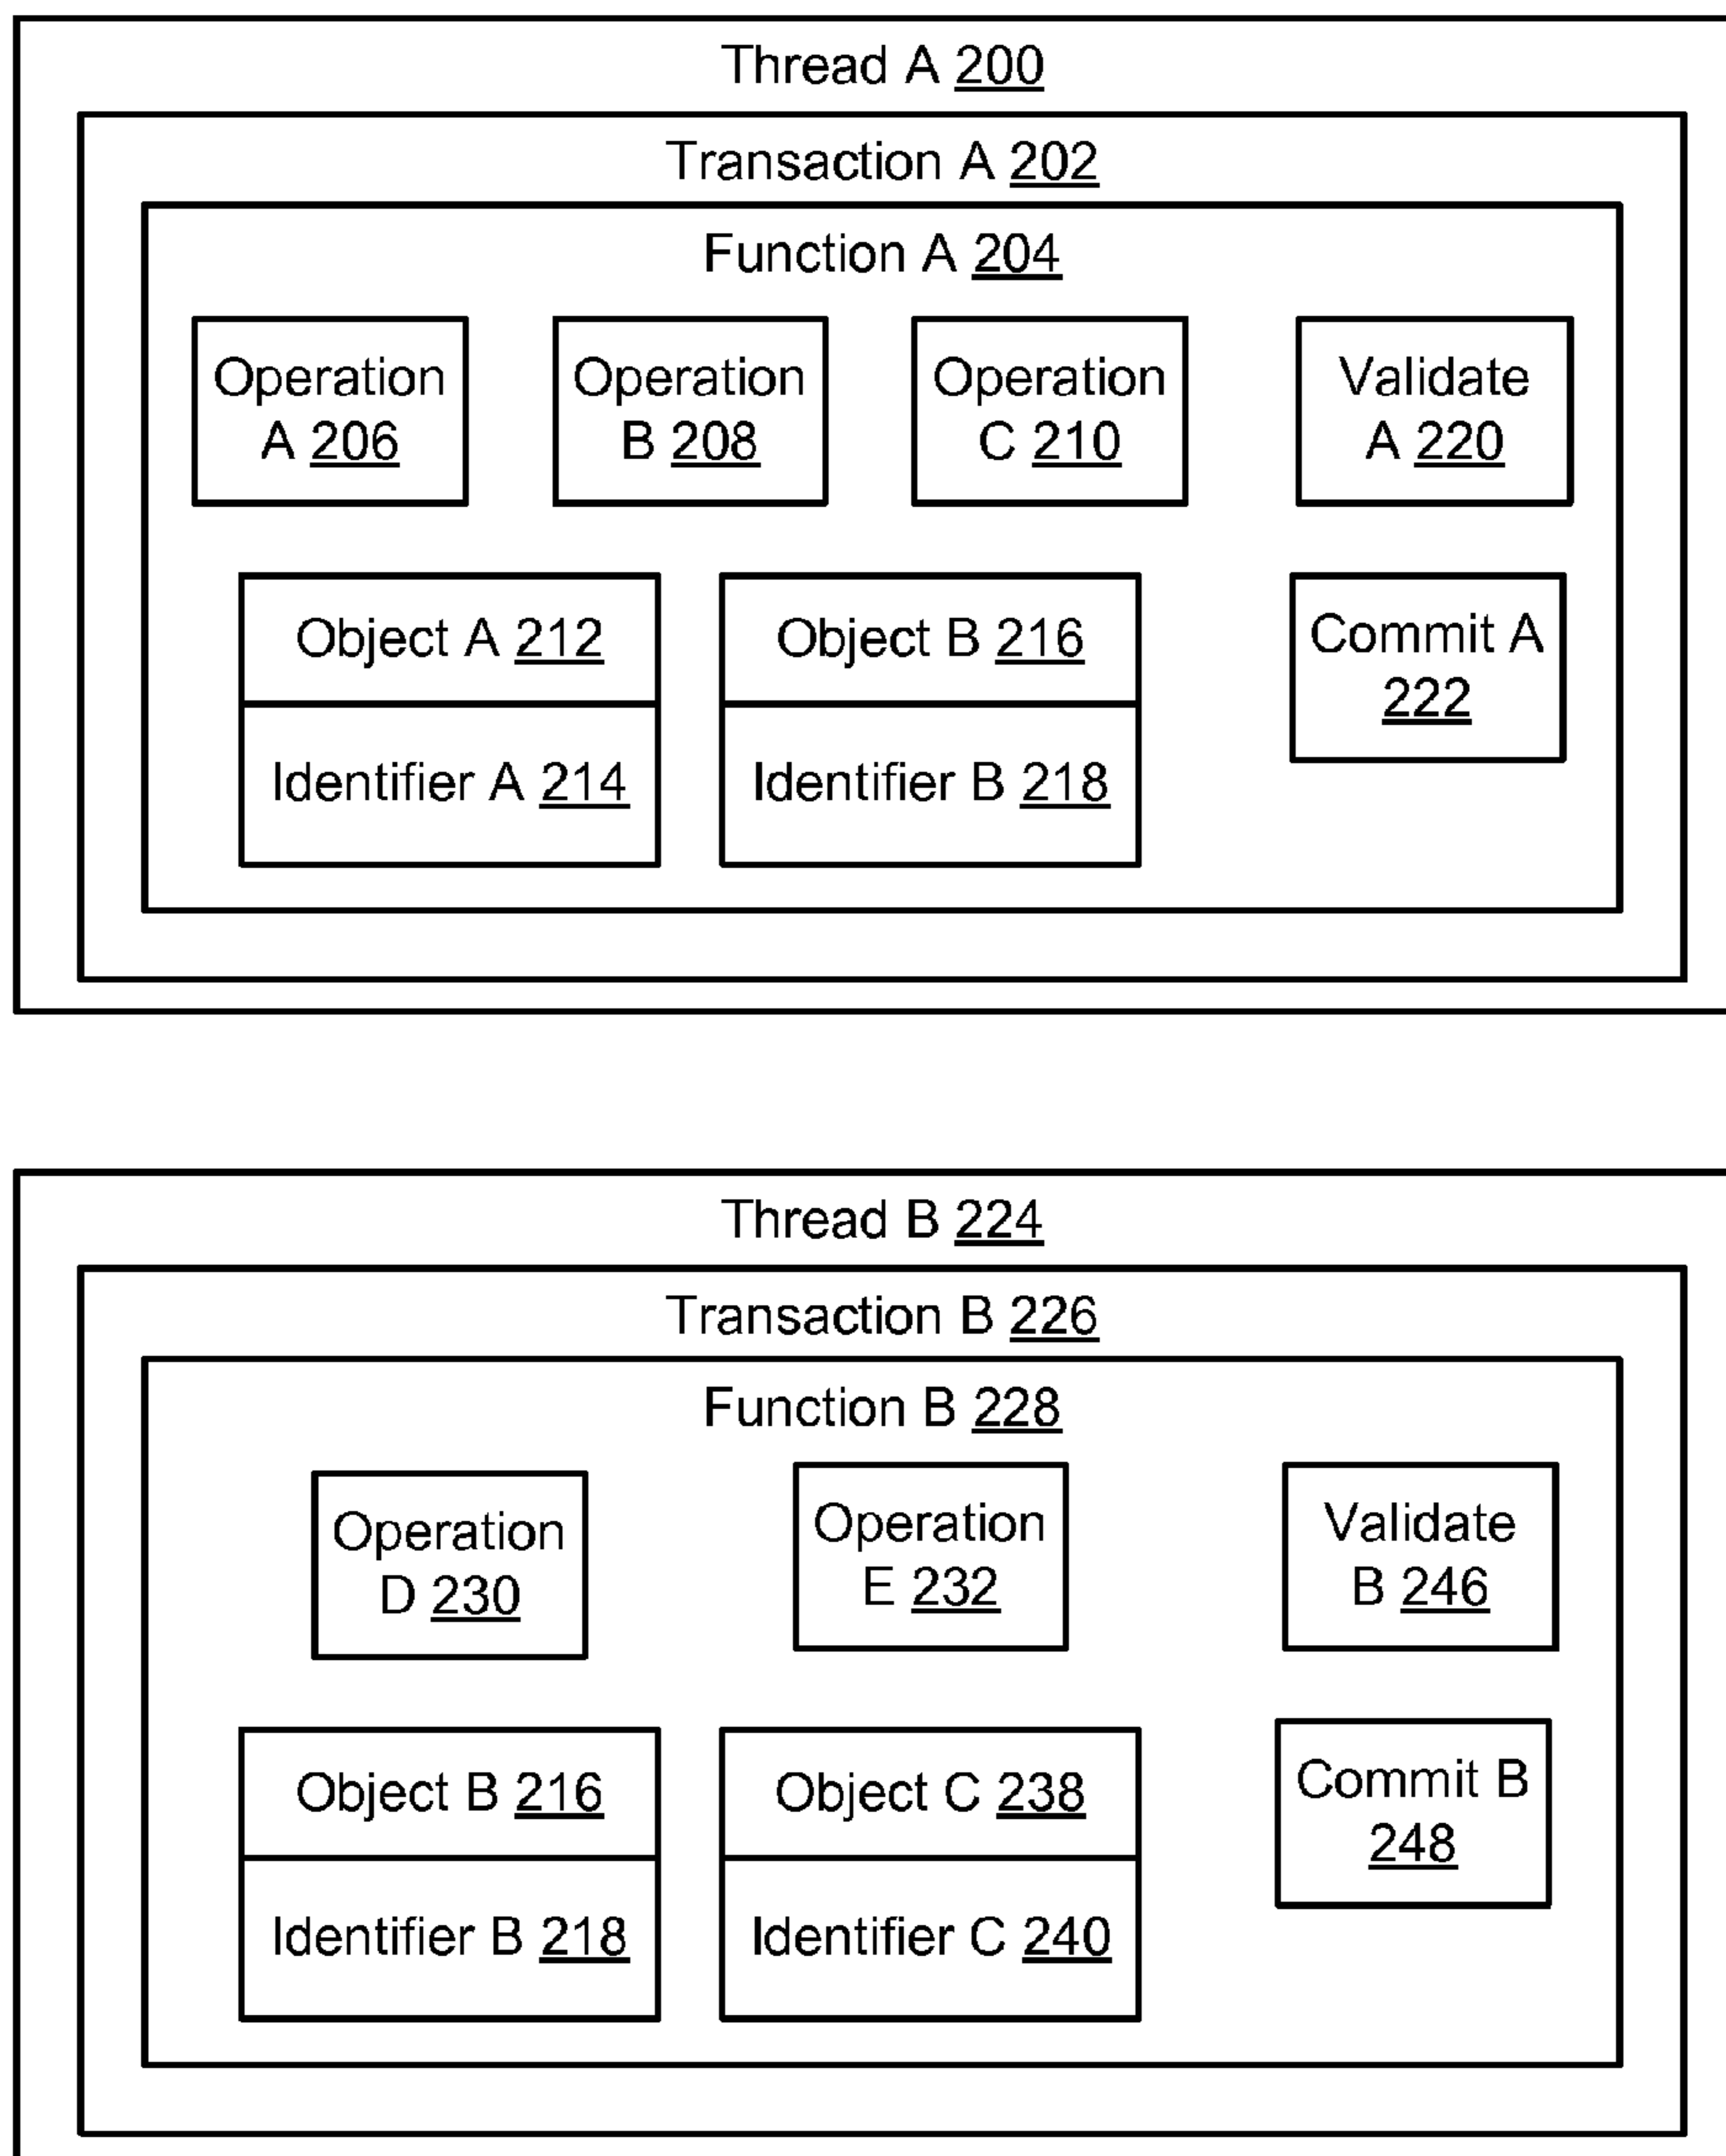 Thread A 200
Transaction A 202
Function A 204
Operation
A 206
Operation
B 208
Operation
C 210
Validate
A 220
Object A 212
Identifier A 214
Object B 216
Identifier B 218
Commit A
222
Thread B 224
Transaction B 226
Function B 228
Operation
D 230
Operation
E 232
Validate
B 246
Object B 216
Identifier B 218
Object C 238
Identifier C 240
Commit B
248